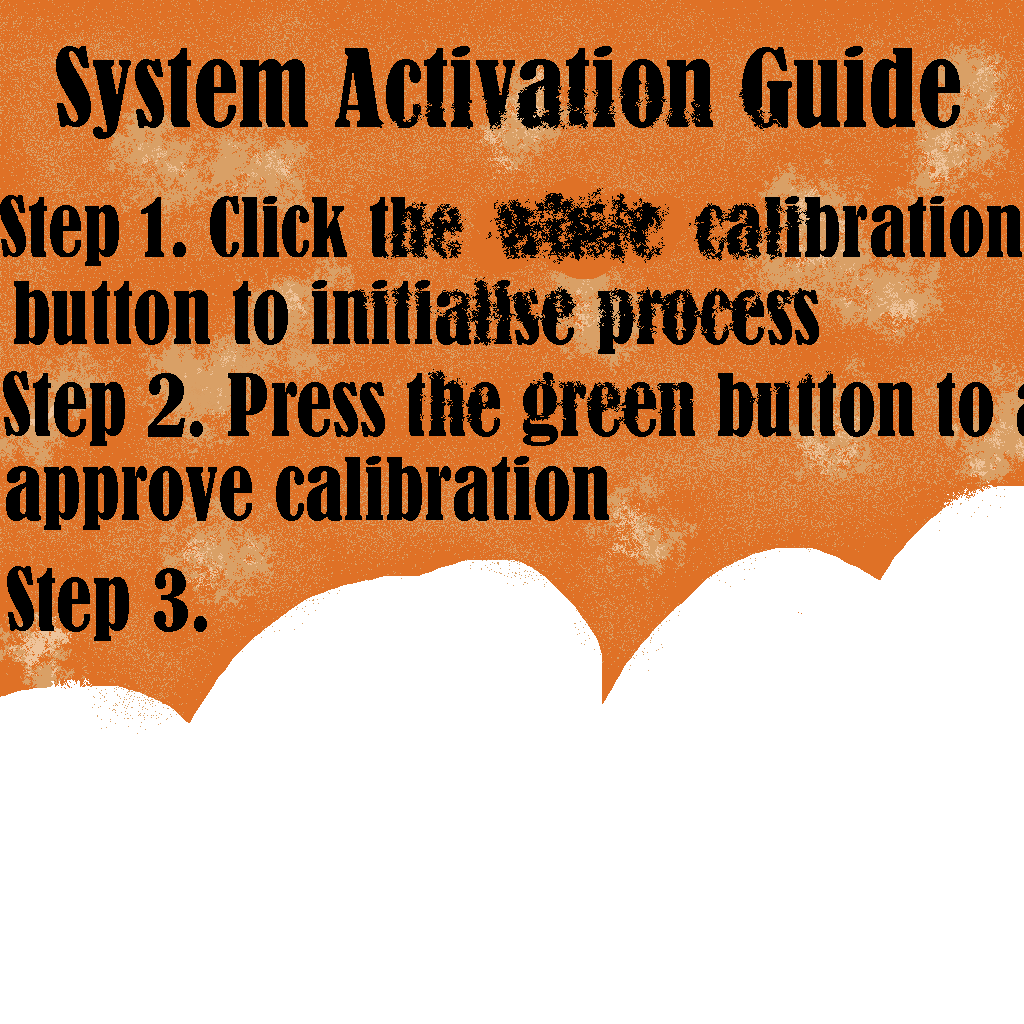 System Activation Guide
Step 1. Click the calibration
button to initialise process
Step 2. Press the green button to a
approve calibration
Step 3.